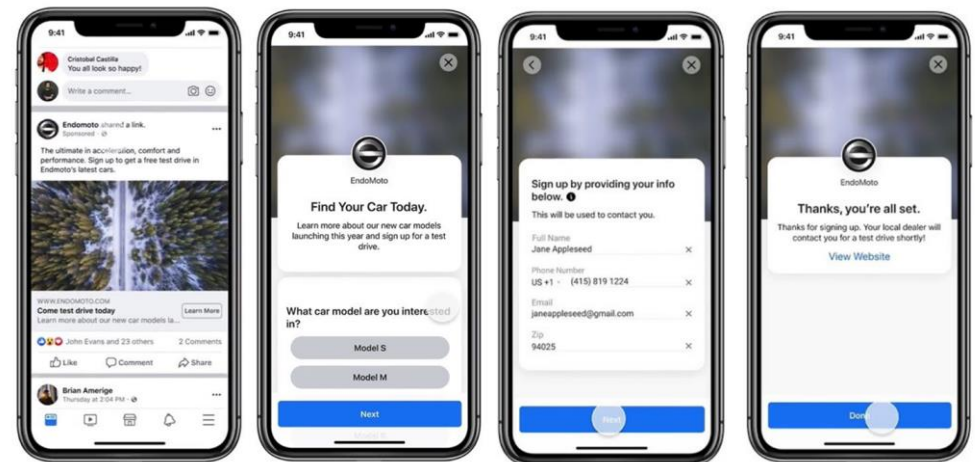 9:41
Cristobal Castilla
You all look so happy!
Write a comment...
Endomoto shared a link.
Sponsored ·
The ultimate in acceleration, comfort and
performance. Sign up to get a free test drive in
Endmoto's latest cars.
WWW.ENDOMOTO.COM
Come test drive today
Learn more about our new car models la...
Learn More
John Evans and 23 others
2 Comments
Like
Comment
Share
Brian Amerige
Thursday at 2:04 PM ·
9:41
EndoMoto
Find Your Car Today.
Learn more about our new car models
launching this year and sign up for a test
drive.
What car model are you interested
in?
Model S
Model M
Next
9:41
Sign up by providing your info
below.
This will be used to contact you.
Full Name
Jane Appleseed
Phone Number
US +1 - (415) 819 1224
Email
janeappleseed@gmail.com
Zip
94025
Next
9:41
EndoMoto
Thanks, you're all set.
Thanks for signing up. Your local dealer will
contact you for a test drive shortly!
View Website
Done